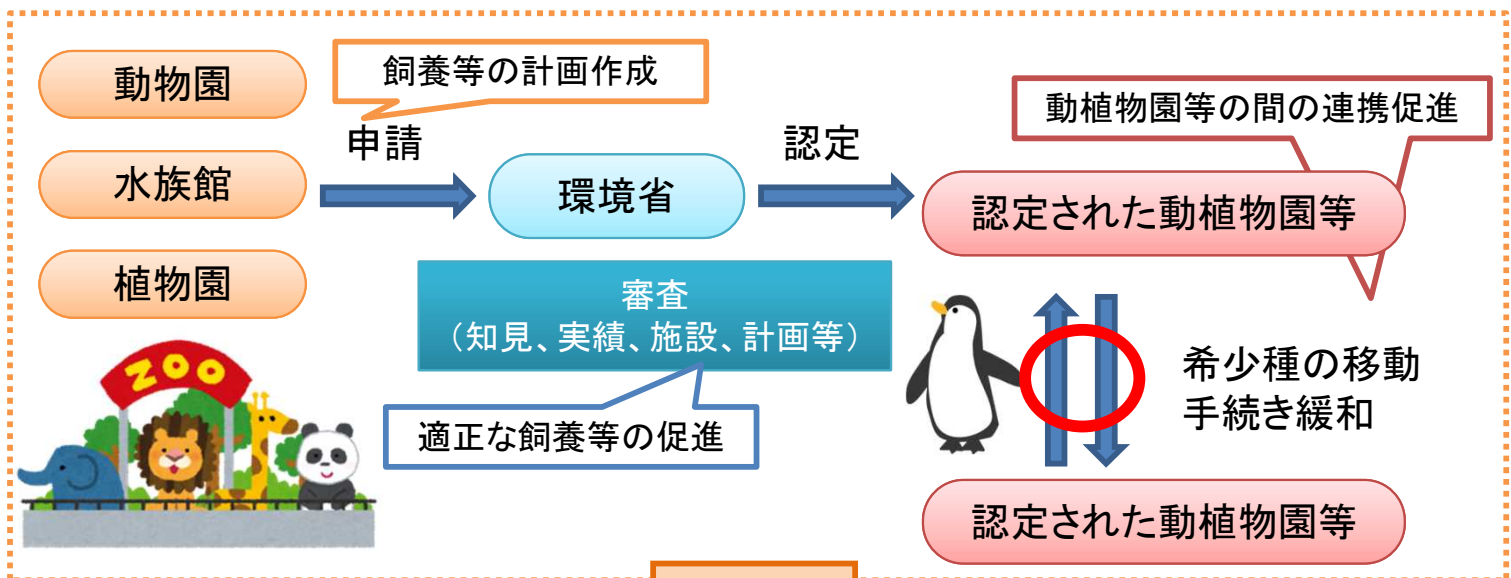 動物園
水族館
植物園
ZOO
飼養等の計画作成
申請
環境省
認定
審査
（知見、実績、施設、計画等）
適正な飼養等の促進
動植物園等の間の連携促進
認定された動植物園等
希少種の移動
手続き緩和
認定された動植物園等